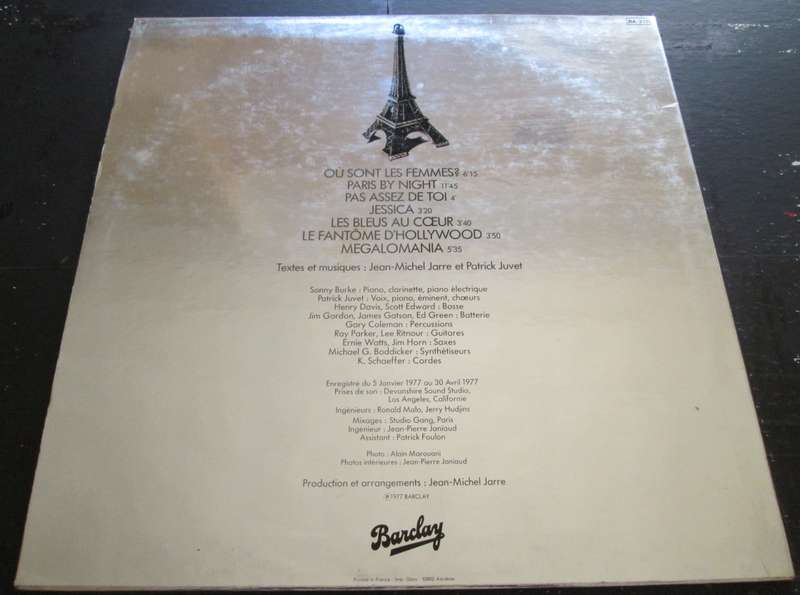 OÙ SONT LES FEMMES? 6'15
PARIS BY NIGHT 11'45
PAS ASSEZ DE TOI 4'
JESSICA 3'20
LES BLEUS AU CŒUR 3'40
LE FANTÔME D'HOLLYWOOD 3'50
MEGALOMANIA 5'35
Textes et musiques : Jean-Michel Jarre et Patrick Juvet
Sonny Burke : Piano, clarinette, piano électrique
Patrick Juvet : Voix, piano, éminent, chœurs
Henry Davis, Scott Edward : Basse
Jim Gordon, James Gatson, Ed Green : Batterie
Gary Coleman : Percussions
Ray Parker, Lee Ritnour : Guitares
Ernie Watts, Jim Horn : Saxes
Michael G. Boddicker : Synthétiseurs
K. Schaeffer : Cordes
Enregistré du 5 Janvier 1977 au 30 Avril 1977
Prises de son : Devonshire Sound Studio,
Los Angeles, Californie
Ingénieurs : Ronald Malo, Jerry Hudjins
Mixages : Studio Gang, Paris
Ingénieur : Jean-Pierre Janiaud
Assistant : Patrick Foulon
Photo : Alain Marouani
Photos intérieures : Jean-Pierre Janiaud
Production et arrangements : Jean-Michel Jarre
℗ 1977 BARCLAY
Barclay
Printed in France